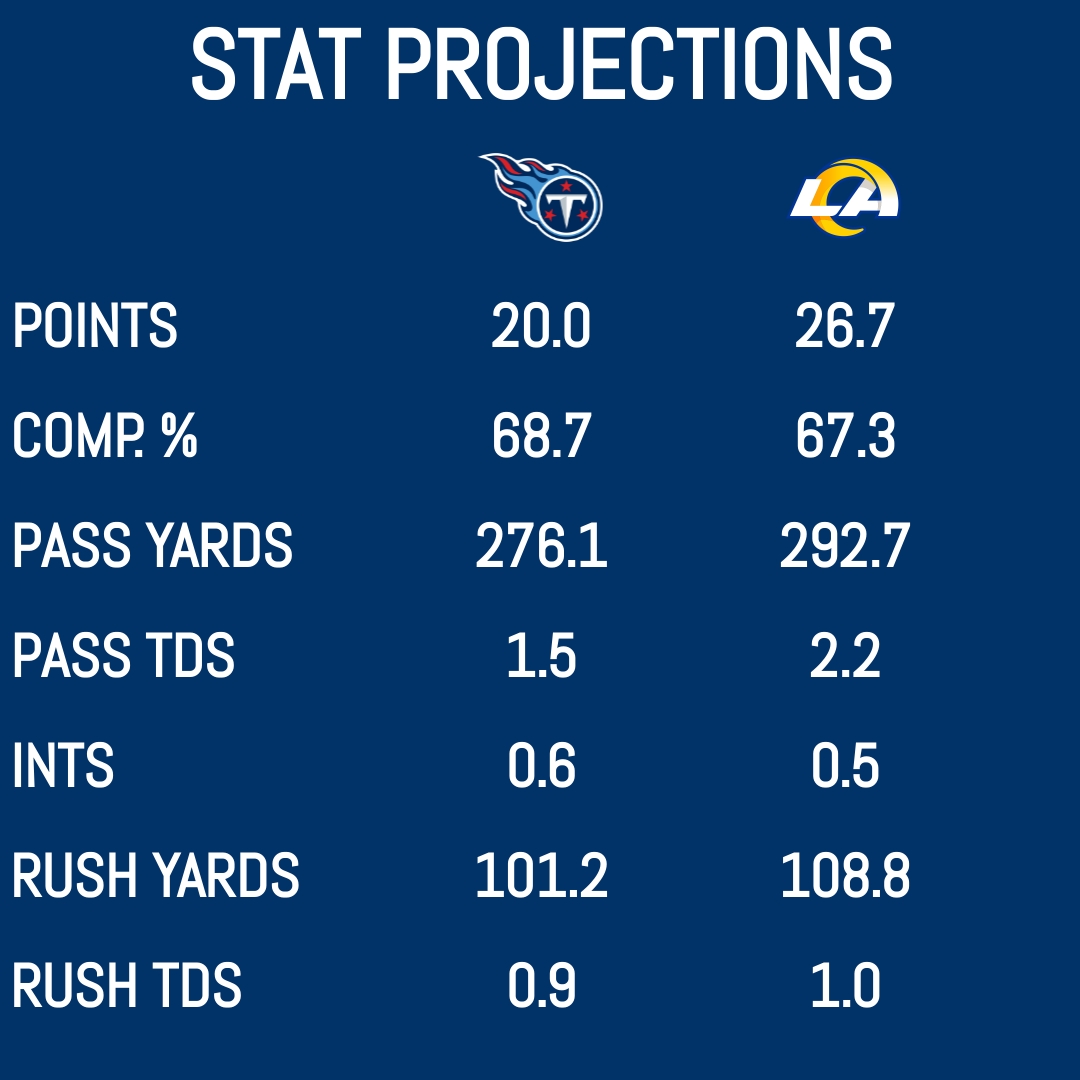 STAT PROJECTIONS
T LA
POINTS 20.0 26.7
COMP. % 68.7 67.3
PASS YARDS 276.1 292.7
PASS TDS 1.5 2.2
INTS 0.6 0.5
RUSH YARDS 101.2 108.8
RUSH TDS 0.9 1.0